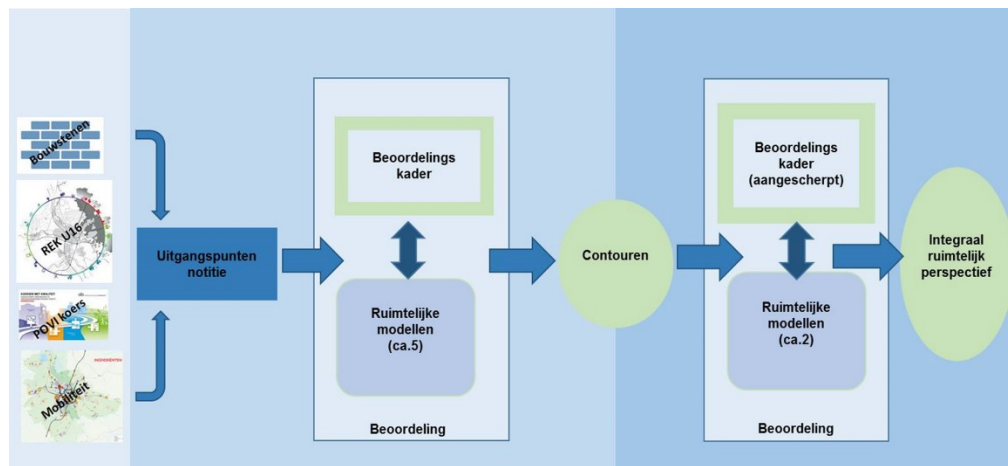 Bouwstenen
REK U16
POVI koers
Mobiliteit
Uitgangspunten
notitie
Beoordelings
kader
Ruimtelijke
modellen
(ca.5)
Beoordeling
Contouren
Beoordelings
kader
(aangescherpt)
Ruimtelijke
modellen
(ca.2)
Beoordeling
Integraal
ruimtelijk
perspectief